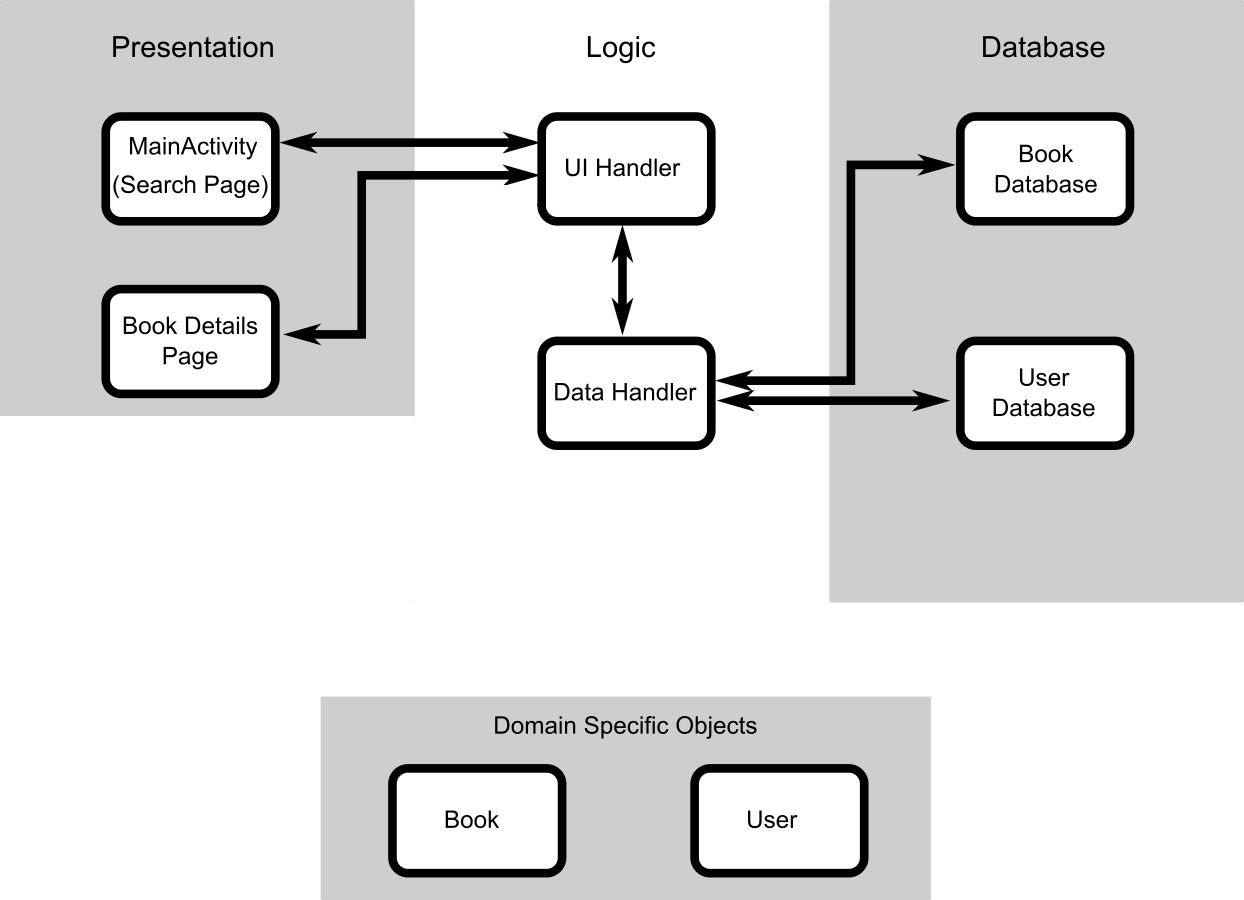 Presentation
Logic
Database
MainActivity
(Search Page)
UI Handler
Book
Database
Book Details
Page
Data Handler
User
Database
Domain Specific Objects
Book
User